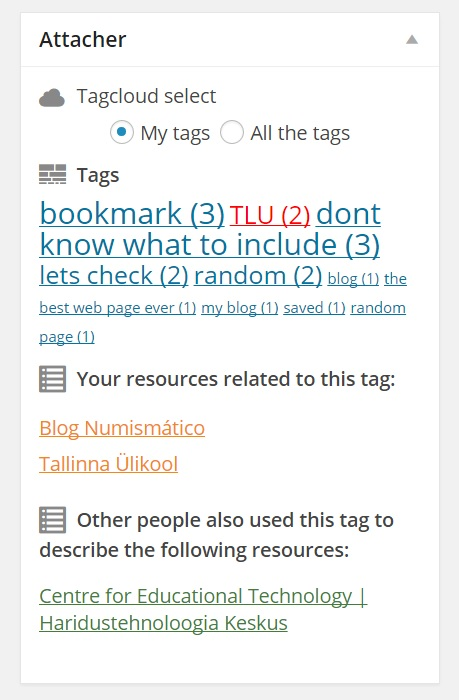 Attacher
Tagcloud select
My tags All the tags
Tags
bookmark (3) TLU (2) dont
know what to include (3)
lets check (2) random (2) blog (1) the
best web page ever (1) my blog (1) saved (1) random
page (1)
Your resources related to this tag:
Blog Numismático
Tallinna Ülikool
Other people also used this tag to
describe the following resources:
Centre for Educational Technology |
Haridustehnoloogia Keskus